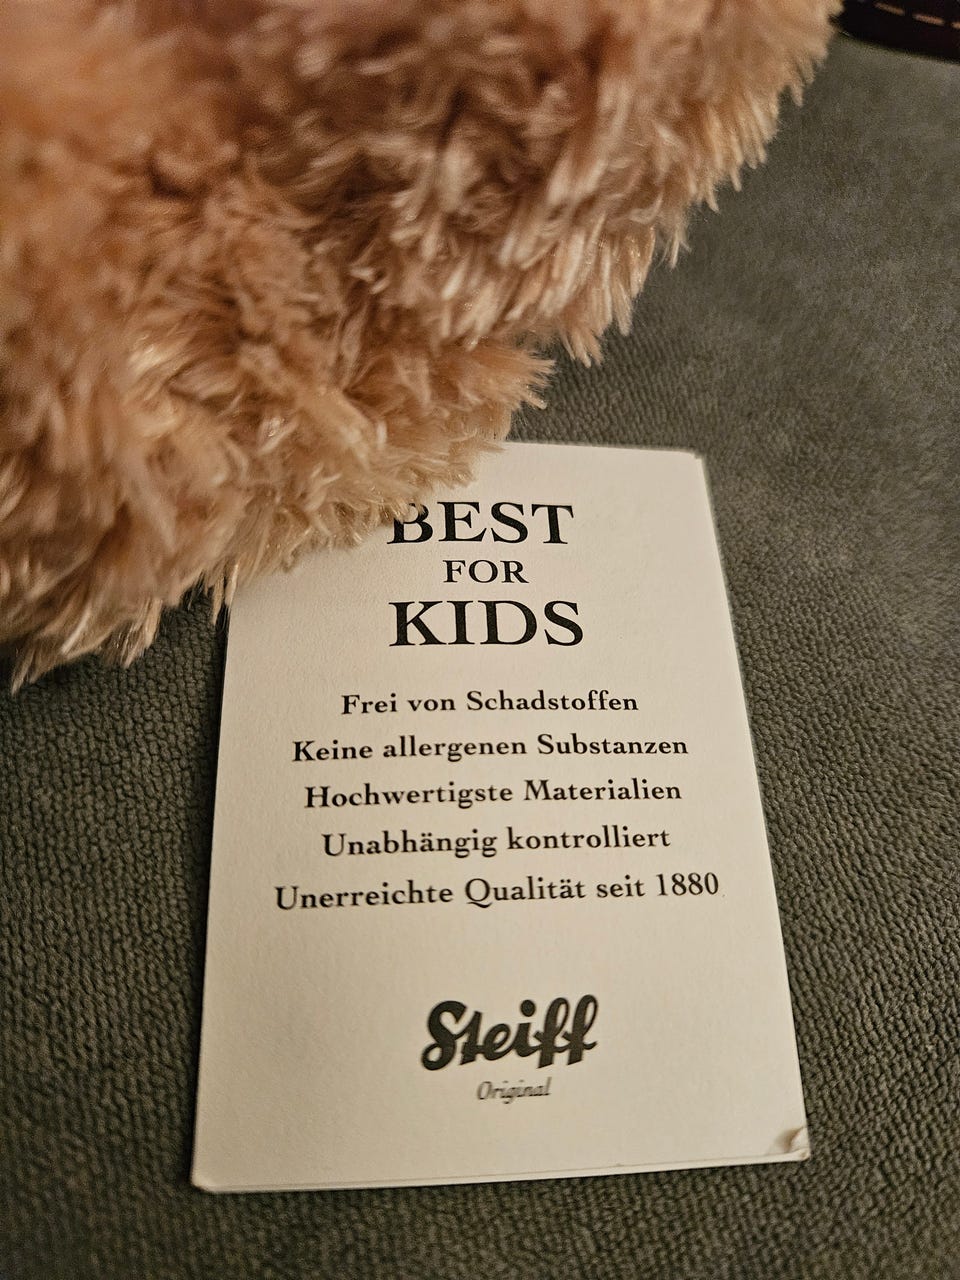 BEST
FOR
KIDS
Frei von Schadstoffen
Keine allergenen Substanzen
Hochwertigste Materialien
Unabhängig kontrolliert
Unerreichte Qualität seit 1880
Steiff
Original